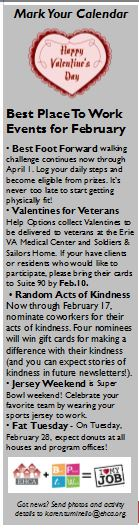 Mark Your Calendar
Happy
Valentine's
Day
Best Place To Work
Events for February
• Best Foot Forward walking
challenge continues now through
April 1. Log your daily steps and
become eligible from prizes. It's
never too late to start getting
physically fit!
• Valentines for Veterans
Help Options collect Valentines to
be delivered to veterans at the Erie
VA Medical Center and Soldiers &
Sailors Home. If your have clients
or residents who would like to
participate, please bring their cards
to Suite 90 by Feb.10.
• Random Acts of Kindness
Now through February 17,
nominate coworkers for their
acts of kindness. Four nominees
will win gift cards for making a
difference with their kindness
(and you can expect stories of
kindness in future newsletters!).
• Jersey Weekend is Super
Bowl weekend! Celebrate your
favorite team by wearing your
sports jersey to work.
• Fat Tuesday - On Tuesday,
February 28, expect donuts at all
houses and program offices!
EHCA + B P T W = I MY JOB
Got news? Send photos and activity
details to karen.tuminello@ehca.org